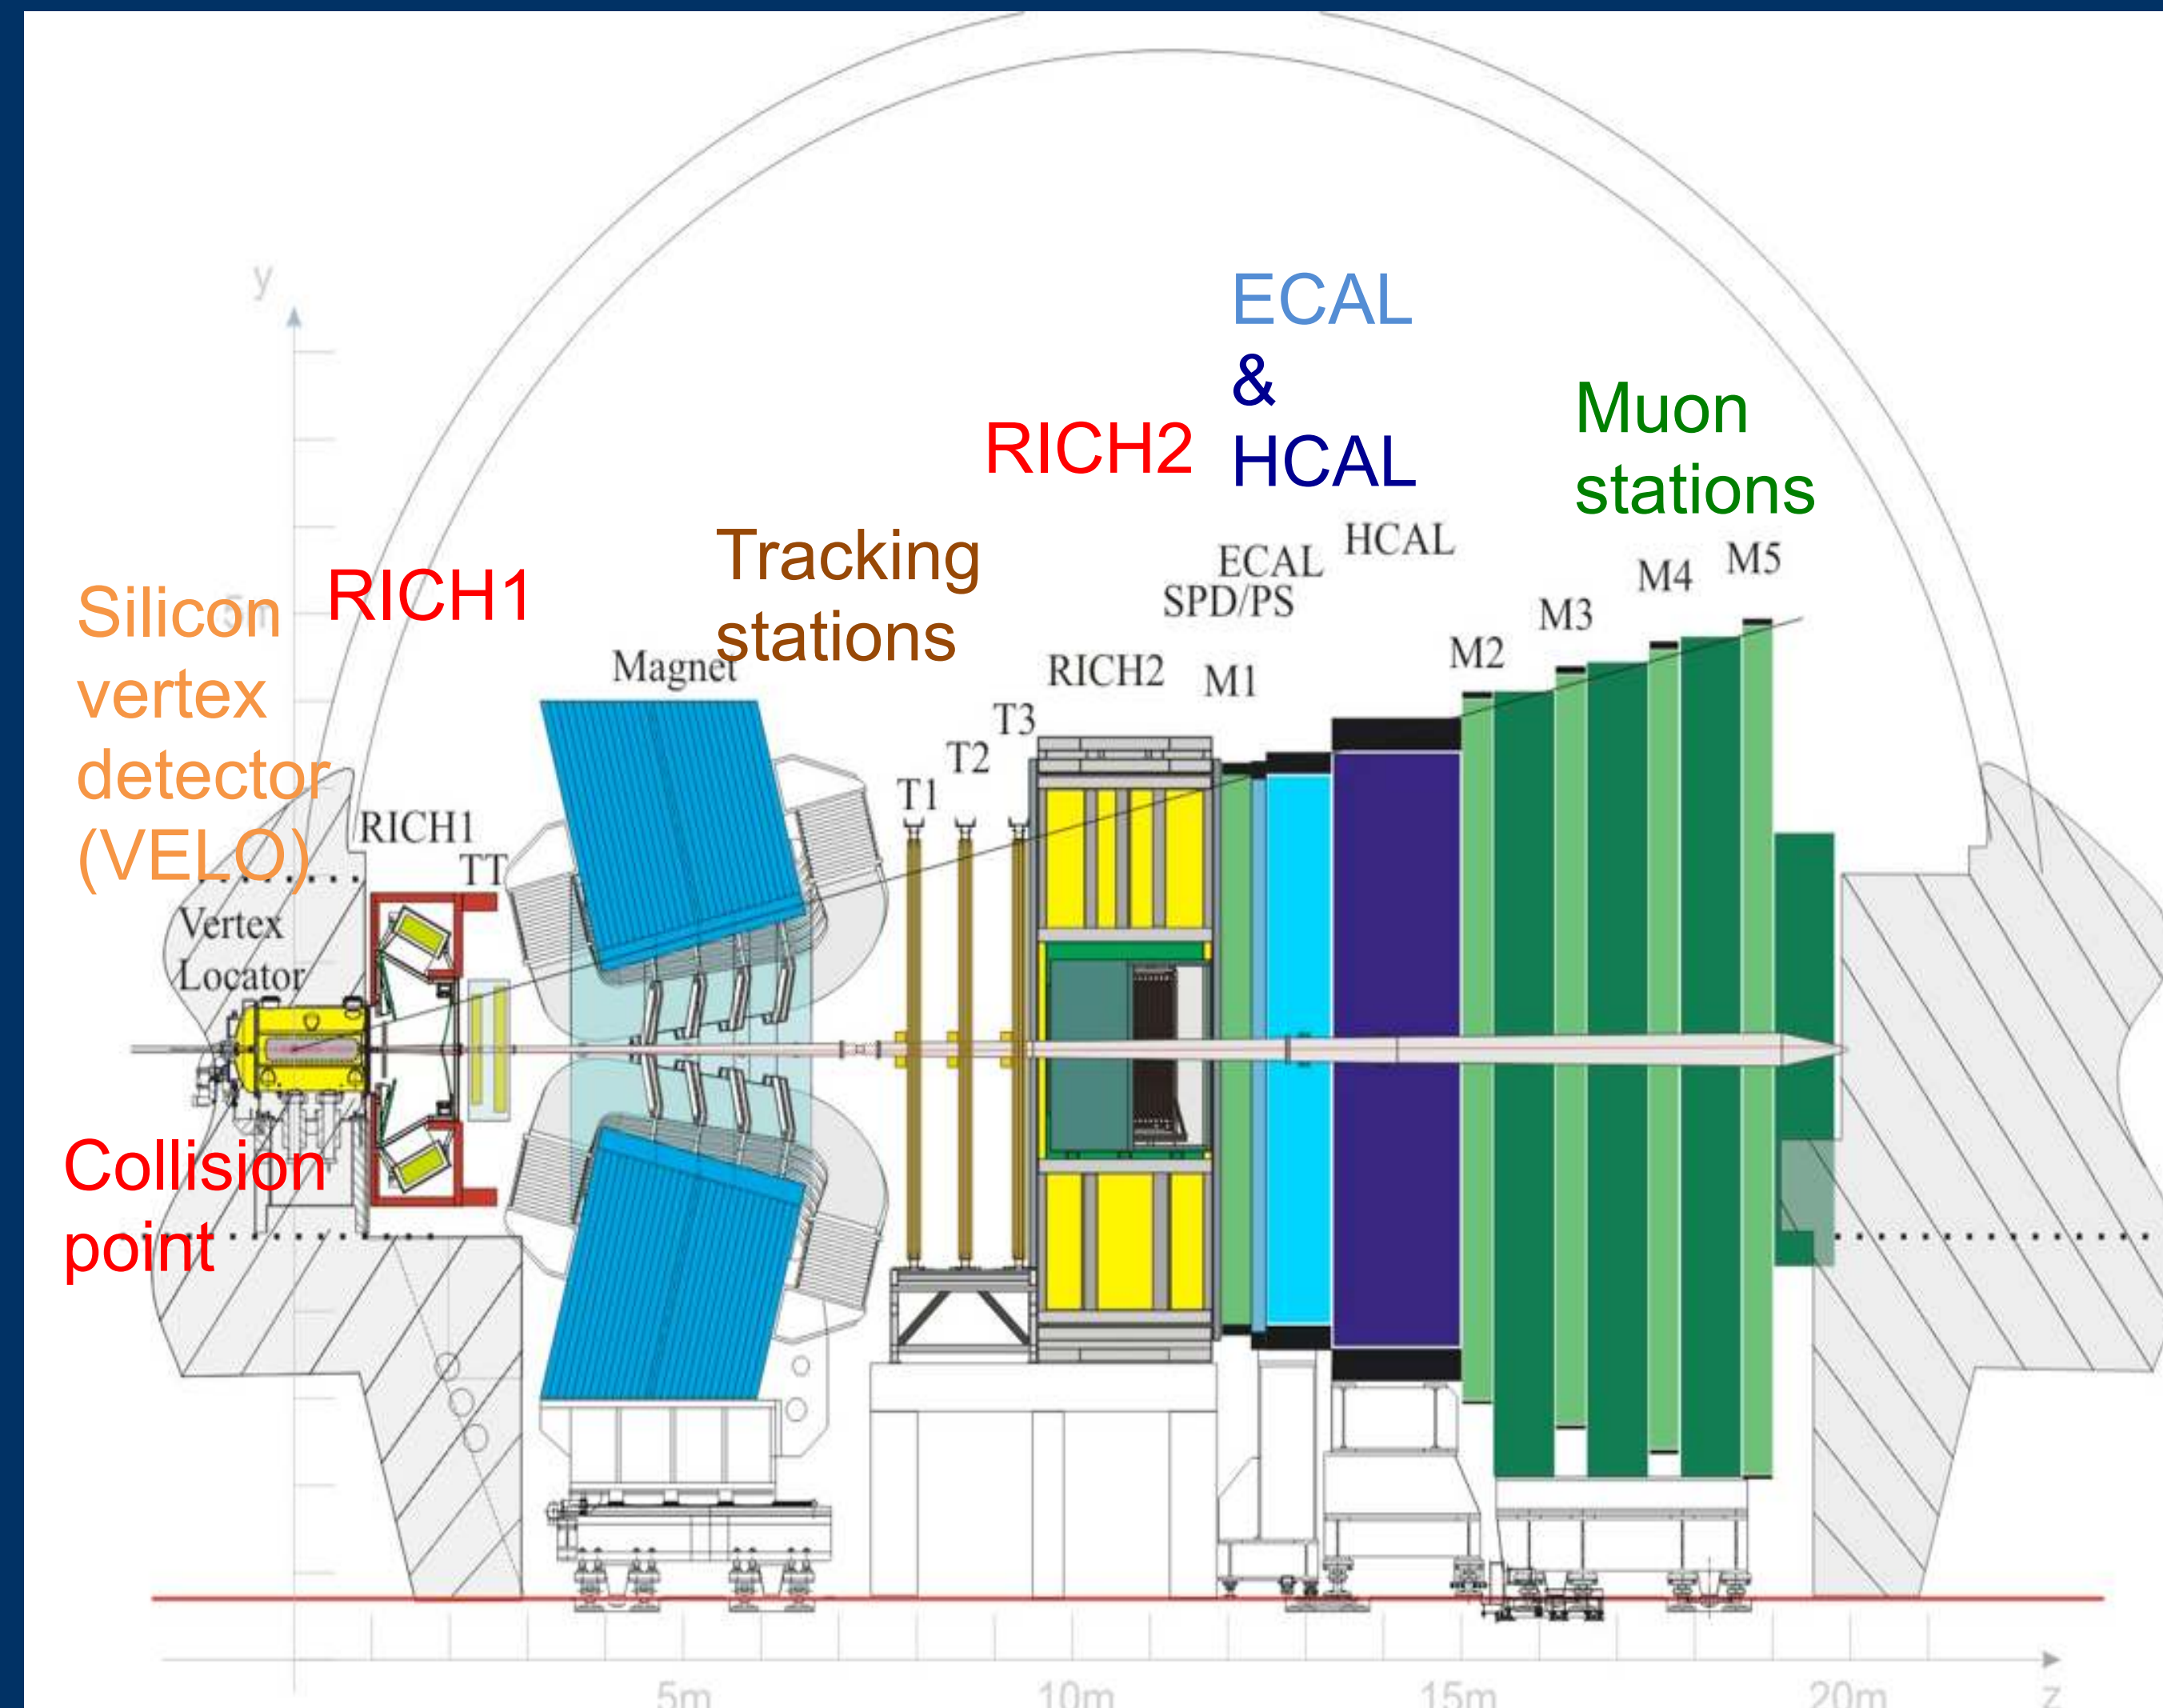 y
ECAL
&
HCAL
RICH2
Muon
stations
Tracking
stations
RICH1
Silicon
vertex
detector
(VELO)
5m
HCAL
ECAL
SPD/PS
M5
M4
M3
M2
M1
RICH2
Magnet
T3
T2
T1
RICH1
TT
Vertex
Locator
Collision
point
5m
10m
15m
20m
z